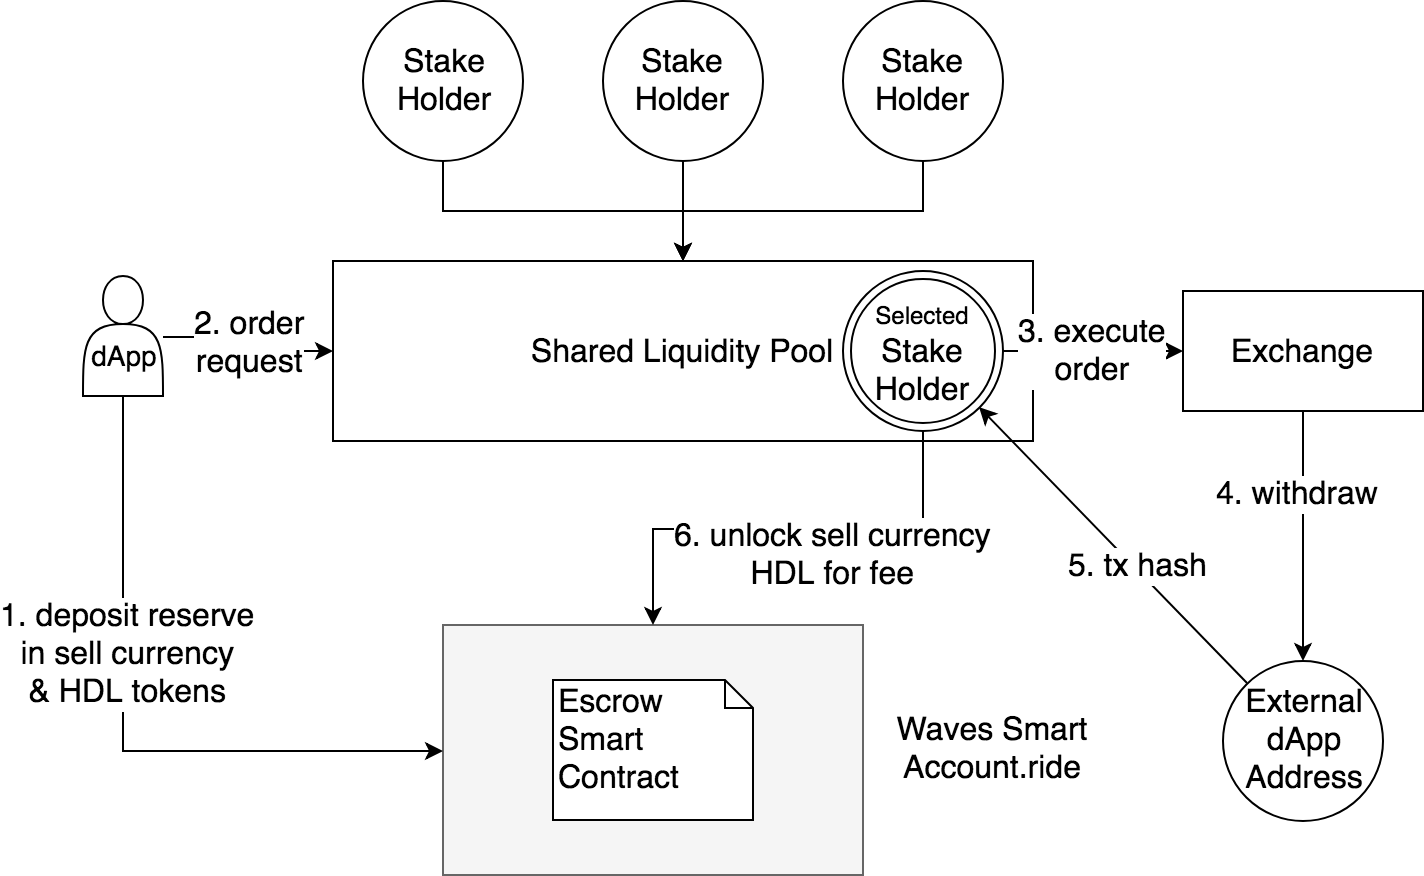 Stake
Holder
Stake
Holder
Stake
Holder
dApp
2. order
request
Shared Liquidity Pool
Selected
Stake
Holder
3. execute
order
Exchange
4. withdraw
5. tx hash
6. unlock sell currency
HDL for fee
1. deposit reserve
in sell currency
& HDL tokens
Escrow
Smart
Contract
Waves Smart
Account.ride
External
dApp
Address